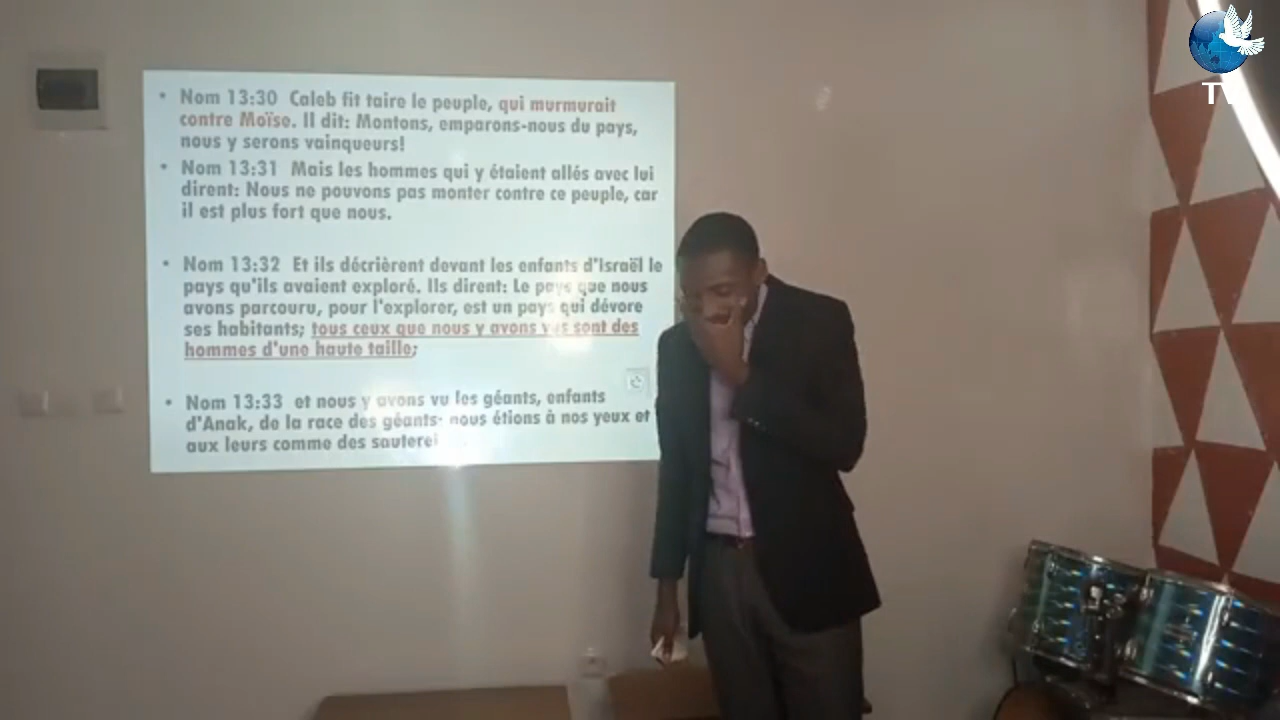 • Nom 13:30 Caleb fit taire le peuple, qui murmurait
contre Moïse. Il dit: Montons, emparons-nous du pays,
nous y serons vainqueurs!
• Nom 13:31 Mais les hommes qui y étaient allés avec lui
dirent: Nous ne pouvons pas monter contre ce peuple, car
il est plus fort que nous.
• Nom 13:32 Et ils décrièrent devant les enfants d'Israël le
pays qu'ils avaient exploré. Ils dirent: Le pays que nous
avons parcouru, pour l'explorer, est un pays qui dévore
ses habitants; tous ceux que nous y avons vus sont des
hommes d'une haute taille;
• Nom 13:33 et nous y avons vu les géants, enfants
d'Anak, de la race des géants: nous étions à nos yeux et
aux leurs comme des
TV